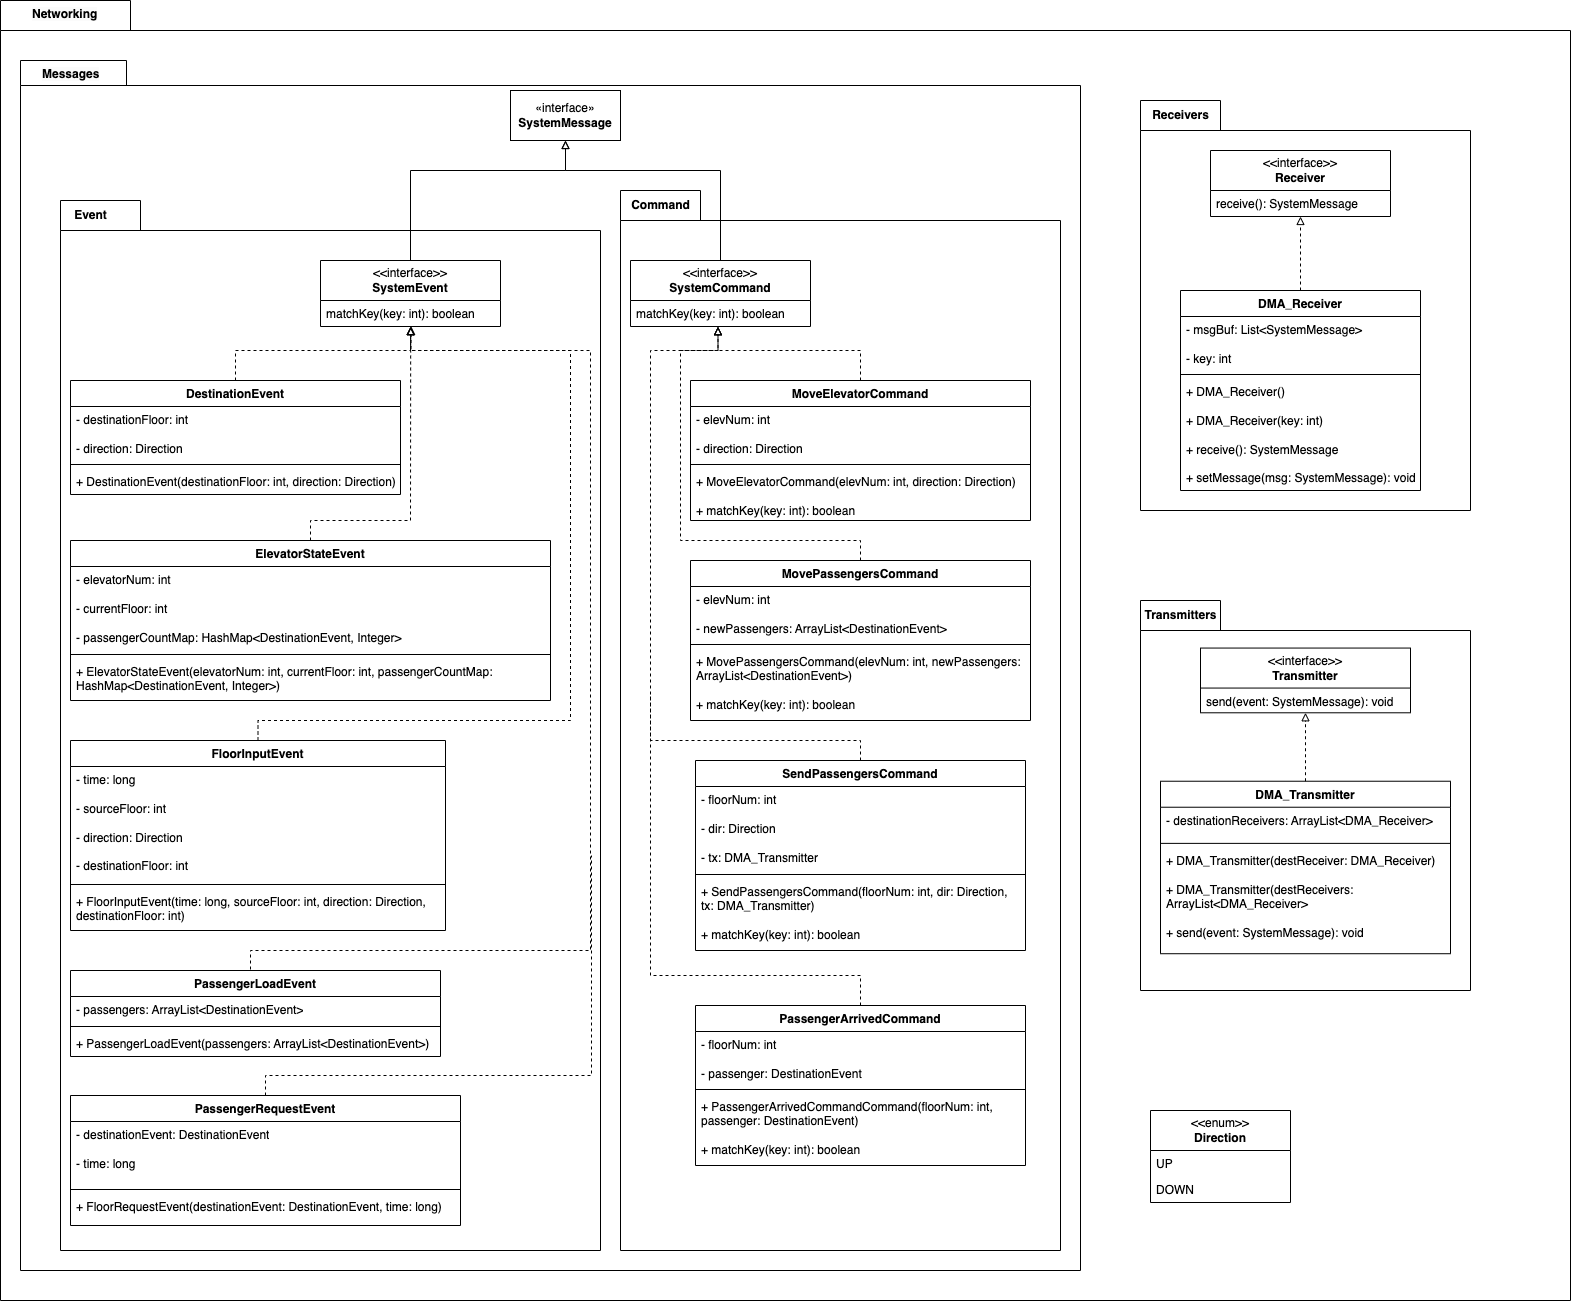 Networking
Messages
«interface»
SystemMessage
Event
<<interface>>
SystemEvent
matchKey(key: int): boolean
DestinationEvent
- destinationFloor: int
- direction: Direction
+ DestinationEvent(destinationFloor: int, direction: Direction)
ElevatorStateEvent
- elevatorNum: int
- currentFloor: int
- passengerCountMap: HashMap<DestinationEvent, Integer>
+ ElevatorStateEvent(elevatorNum: int, currentFloor: int, passengerCountMap:
HashMap<DestinationEvent, Integer>)
FloorInputEvent
- time: long
- sourceFloor: int
- direction: Direction
- destinationFloor: int
+ FloorInputEvent(time: long, sourceFloor: int, direction: Direction,
destinationFloor: int)
PassengerLoadEvent
- passengers: ArrayList<DestinationEvent>
+ PassengerLoadEvent(passengers: ArrayList<DestinationEvent>)
PassengerRequestEvent
- destinationEvent: DestinationEvent
- time: long
+ FloorRequestEvent(destinationEvent: DestinationEvent, time: long)
Command
<<interface>>
SystemCommand
matchKey(key: int): boolean
MoveElevatorCommand
- elevNum: int
- direction: Direction
+ MoveElevatorCommand(elevNum: int, direction: Direction)
+ matchKey(key: int): boolean
MovePassengersCommand
- elevNum: int
- newPassengers: ArrayList<DestinationEvent>
+ MovePassengersCommand(elevNum: int, newPassengers:
ArrayList<DestinationEvent>)
+ matchKey(key: int): boolean
SendPassengersCommand
- floorNum: int
- dir: Direction
- tx: DMA_Transmitter
+ SendPassengersCommand(floorNum: int, dir: Direction,
tx: DMA_Transmitter)
+ matchKey(key: int): boolean
PassengerArrivedCommand
- floorNum: int
- passenger: DestinationEvent
+ PassengerArrivedCommandCommand(floorNum: int,
passenger: DestinationEvent)
+ matchKey(key: int): boolean
Receivers
<<interface>>
Receiver
receive(): SystemMessage
DMA_Receiver
- msgBuf: List<SystemMessage>
- key: int
+ DMA_Receiver()
+ DMA_Receiver(key: int)
+ receive(): SystemMessage
+ setMessage(msg: SystemMessage): void
Transmitters
<<interface>>
Transmitter
send(event: SystemMessage): void
DMA_Transmitter
- destinationReceivers: ArrayList<DMA_Receiver>
+ DMA_Transmitter(destReceiver: DMA_Receiver)
+ DMA_Transmitter(destReceivers:
ArrayList<DMA_Receiver>
+ send(event: SystemMessage): void
<<enum>>
Direction
UP
DOWN